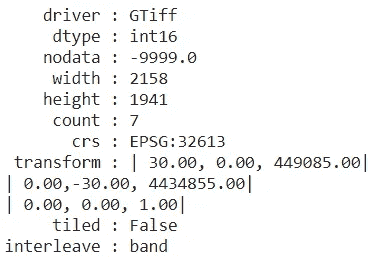 driver : GTiff
dtype : int16
nodata : -9999.0
width : 2158
height : 1941
count : 7
crs : EPSG:32613
transform : | 30.00, 0.00, 449085.00|
| 0.00,-30.00, 4434855.00|
| 0.00, 0.00, 1.00|
tiled : False
interleave : band